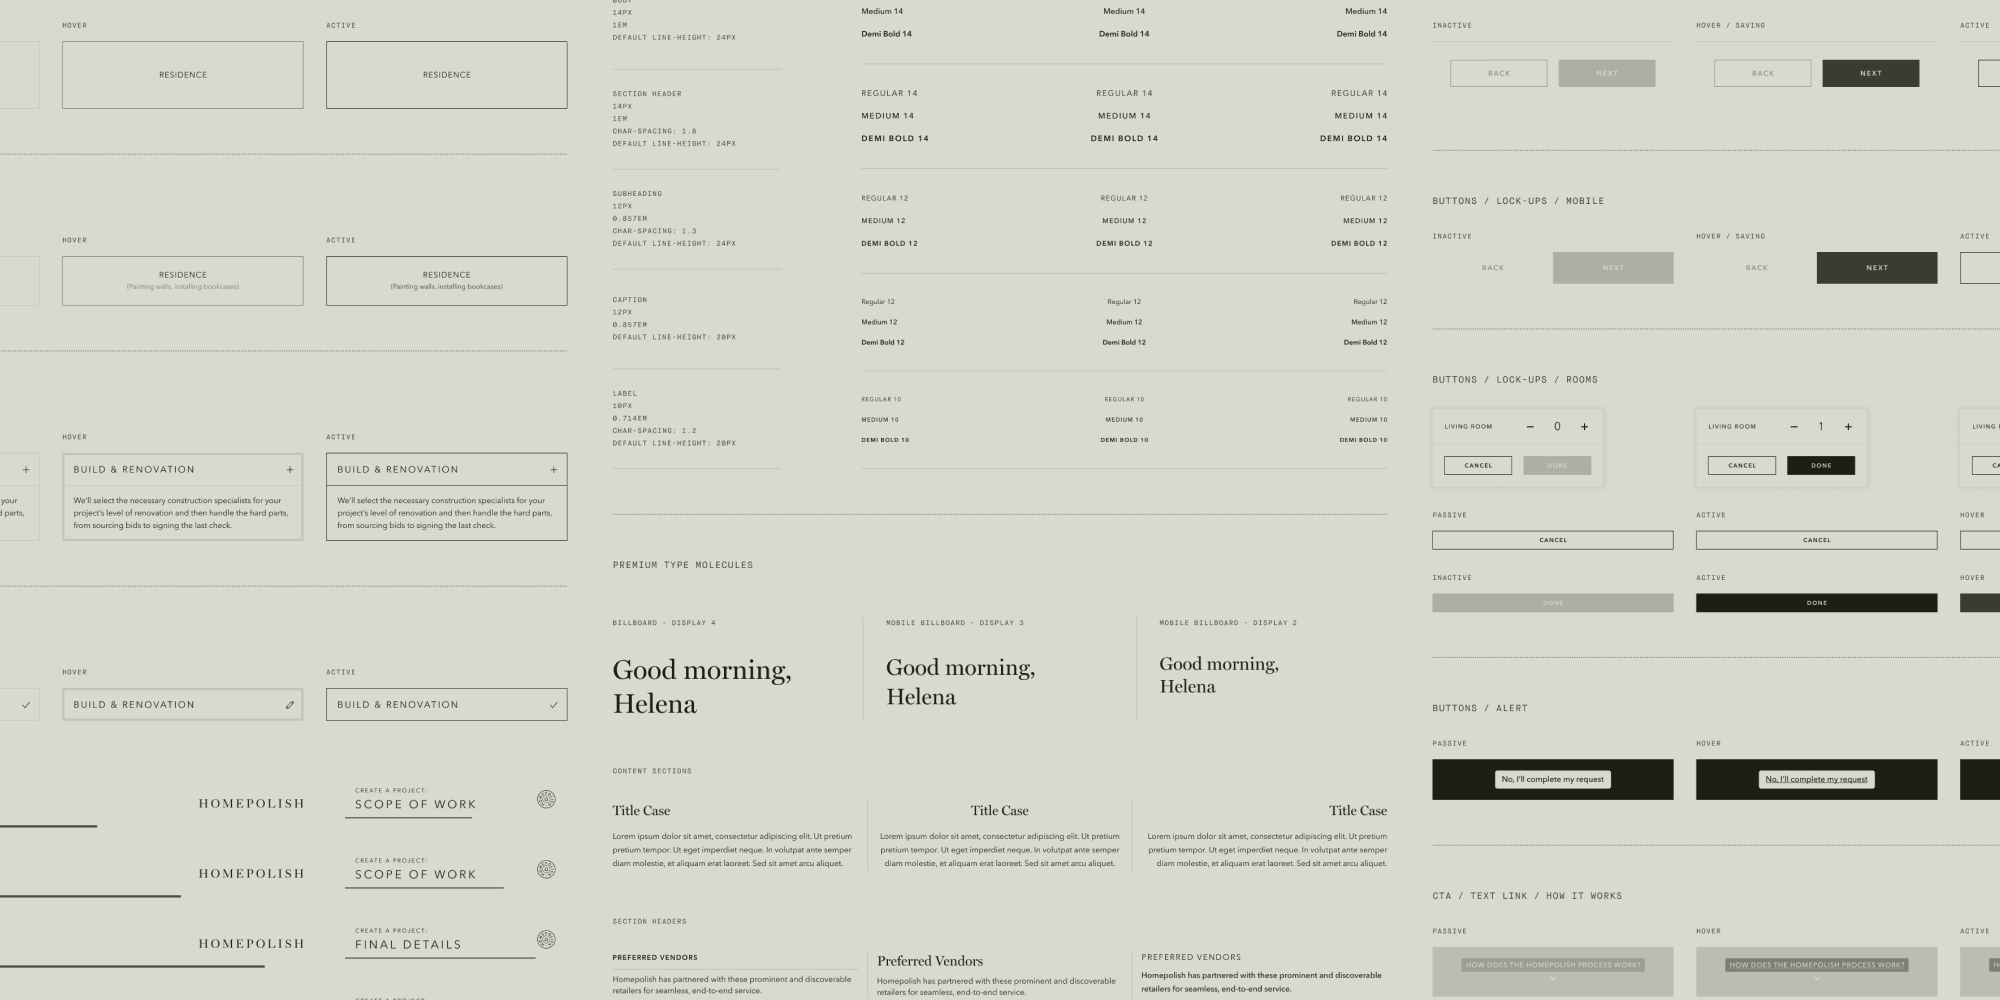 HOVER
ACTIVE
RESIDENCE
RESIDENCE
HOVER
ACTIVE
RESIDENCE
(Painting walls, installing bookcases)
RESIDENCE
(Painting walls, installing bookcases)
HOVER
ACTIVE
BUILD & RENOVATION
We'll select the necessary construction specialists for your
project's level of renovation and then handle the hard parts,
from sourcing bids to signing the last check.
BUILD & RENOVATION
We'll select the necessary construction specialists for your
project's level of renovation and then handle the hard parts,
from sourcing bids to signing the last check.
your
parts,
HOVER
ACTIVE
BUILD & RENOVATION
BUILD & RENOVATION
HOMEPOLISH
CREATE A PROJECT:
SCOPE OF WORK
HOMEPOLISH
CREATE A PROJECT:
SCOPE OF WORK
HOMEPOLISH
CREATE A PROJECT:
FINAL DETAILS
14PX
1EM
DEFAULT LINE-HEIGHT: 24PX
Medium 14 Medium 14 Medium 14
Demi Bold 14 Demi Bold 14 Demi Bold 14
SECTION HEADER
14PX
1EM
CHAR-SPACING: 1.8
DEFAULT LINE-HEIGHT: 24PX
REGULAR 14 REGULAR 14 REGULAR 14
MEDIUM 14 MEDIUM 14 MEDIUM 14
DEMI BOLD 14 DEMI BOLD 14 DEMI BOLD 14
SUBHEADING
12PX
0.857EM
CHAR-SPACING: 1.3
DEFAULT LINE-HEIGHT: 24PX
REGULAR 12 REGULAR 12 REGULAR 12
MEDIUM 12 MEDIUM 12 MEDIUM 12
DEMI BOLD 12 DEMI BOLD 12 DEMI BOLD 12
CAPTION
12PX
0.857EM
DEFAULT LINE-HEIGHT: 20PX
Regular 12 Regular 12 Regular 12
Medium 12 Medium 12 Medium 12
Demi Bold 12 Demi Bold 12 Demi Bold 12
LABEL
10PX
0.714EM
CHAR-SPACING: 1.2
DEFAULT LINE-HEIGHT: 20PX
REGULAR 10 REGULAR 10 REGULAR 10
MEDIUM 10 MEDIUM 10 MEDIUM 10
DEMI BOLD 10 DEMI BOLD 10 DEMI BOLD 10
PREMIUM TYPE MOLECULES
BILLBOARD - DISPLAY 4
Good morning,
Helena
MOBILE BILLBOARD - DISPLAY 3
Good morning,
Helena
MOBILE BILLBOARD - DISPLAY 2
Good morning,
Helena
CONTENT SECTIONS
Title Case
Lorem ipsum dolor sit amet, consectetur adipiscing elit. Ut pretium
pretium tempor. Ut eget imperdiet neque. In volutpat ante semper
diam molestie, et aliquam erat laoreet. Sed sit amet arcu aliquet.
Title Case
Lorem ipsum dolor sit amet, consectetur adipiscing elit. Ut pretium
pretium tempor. Ut eget imperdiet neque. In volutpat ante semper
diam molestie, et aliquam erat laoreet. Sed sit amet arcu aliquet.
Title Case
Lorem ipsum dolor sit amet, consectetur adipiscing elit. Ut pretium
pretium tempor. Ut eget imperdiet neque. In volutpat ante semper
diam molestie, et aliquam erat laoreet. Sed sit amet arcu aliquet.
SECTION HEADERS
PREFERRED VENDORS
Homepolish has partnered with these prominent and discoverable
retailers for seamless, end-to-end service.
Preferred Vendors
Homepolish has partnered with these prominent and discoverable
retailers for seamless, end-to-end service.
PREFERRED VENDORS
Homepolish has partnered with these prominent and discoverable
retailers for seamless, end-to-end service.
INACTIVE
HOVER / SAVING
BACK NEXT
BACK NEXT
BUTTONS / LOCK-UPS / MOBILE
INACTIVE
HOVER / SAVING
ACTIVE
BACK NEXT
BACK NEXT
BUTTONS / LOCK-UPS / ROOMS
LIVING ROOM − 0 +
CANCEL DONE
LIVING ROOM − 1 +
CANCEL DONE
PASSIVE
ACTIVE
HOVER
CANCEL
CANCEL
INACTIVE
ACTIVE
HOVER
DONE
DONE
BUTTONS / ALERT
PASSIVE
HOVER
ACTIVE
No, I'll complete my request
No, I'll complete my request
CTA / TEXT LINK / HOW IT WORKS
PASSIVE
HOVER
ACTIVE
HOW DOES THE HOMEPOLISH PROCESS WORK?
HOW DOES THE HOMEPOLISH PROCESS WORK?